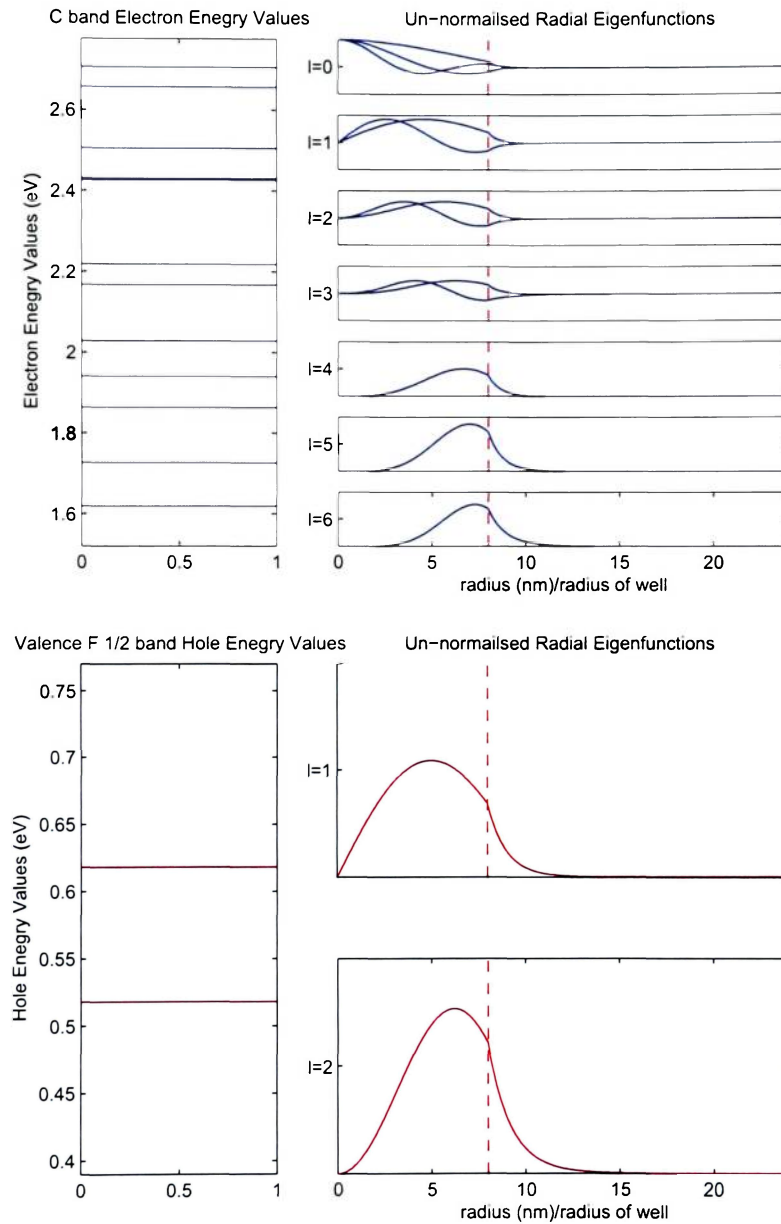 C band Electron Enegry Values
Un−normailsed Radial Eigenfunctions
Electron Enegry Values (eV)
2.6
2.4
2.2
2
1.8
1.6
0
0.5
1
l=0
l=1
l=2
l=3
l=4
l=5
l=6
0
5
10
15
20
radius (nm)/radius of well
Valence F 1/2 band Hole Enegry Values
Un−normailsed Radial Eigenfunctions
Hole Enegry Values (eV)
0.75
0.7
0.65
0.6
0.55
0.5
0.45
0.4
0
0.5
1
l=1
l=2
0
5
10
15
20
radius (nm)/radius of well